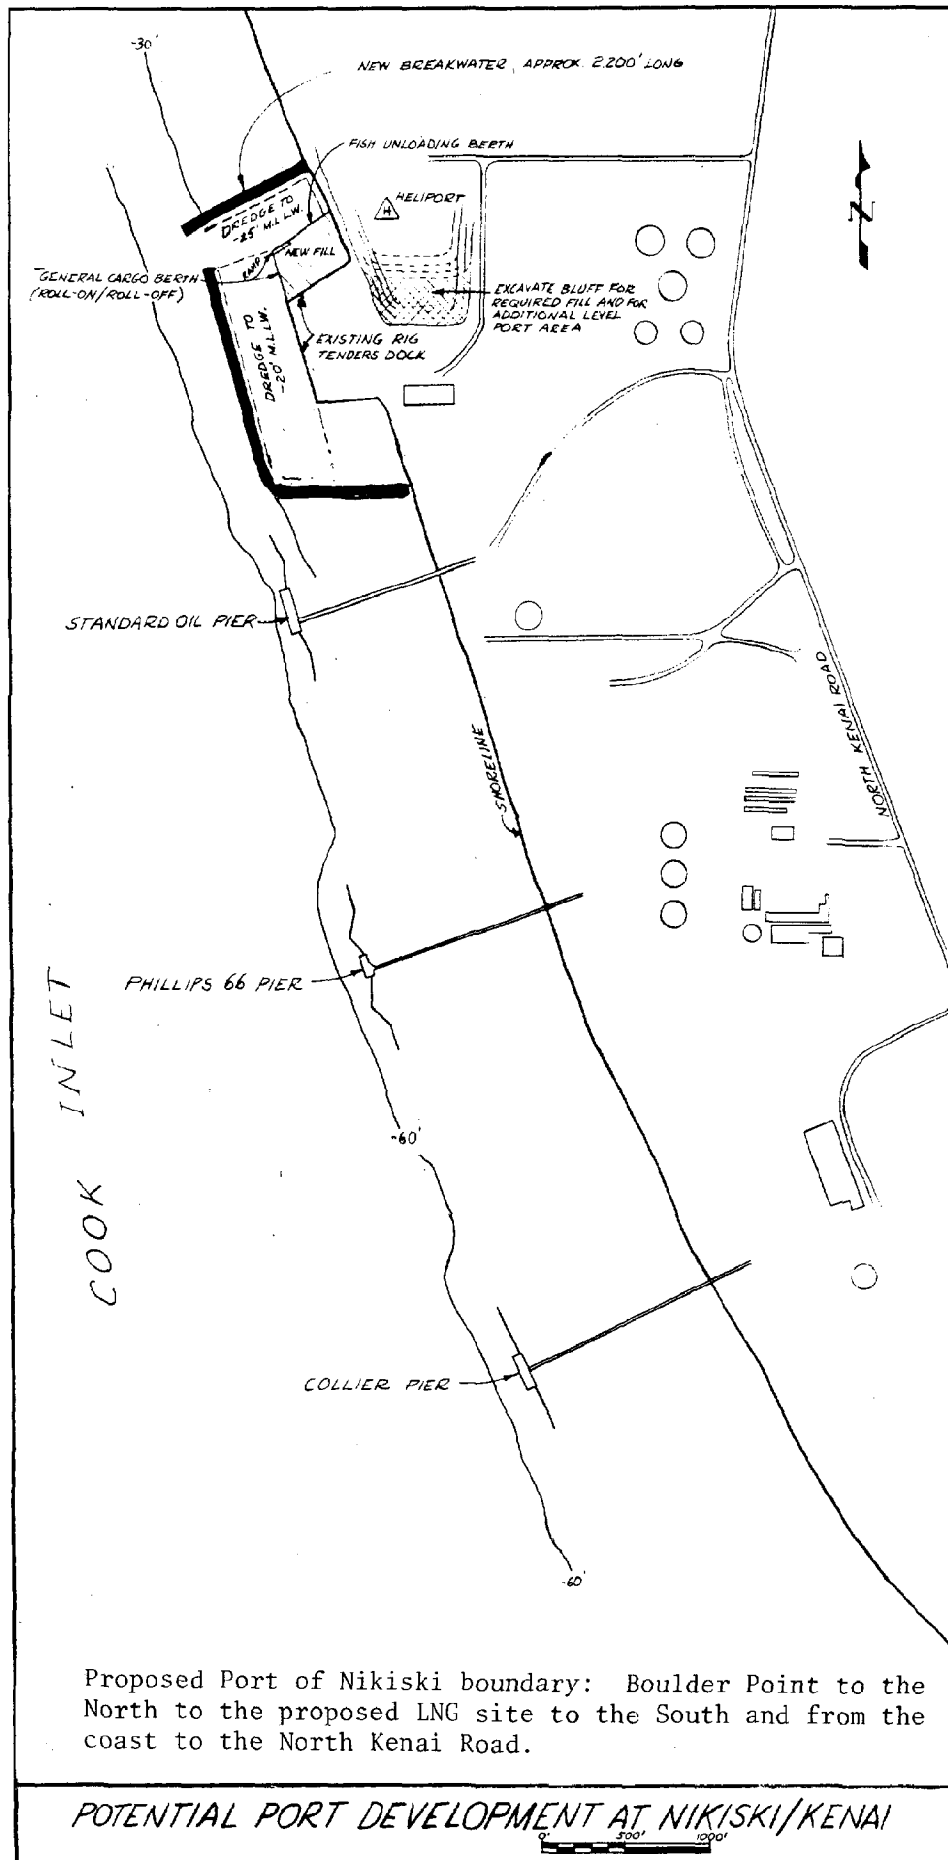 -30'
NEW BREAKWATER, APPROX. 2200' LONG
FISH UNLOADING BERTH
DREDGE TO
-25' M.L.L.W.
H
HELIPORT
NEW FILL
RAMP
GENERAL CARGO BERTH
(ROLL-ON/ROLL-OFF)
EXCAVATE BLUFF FOR
REQUIRED FILL AND FOR
ADDITIONAL LEVEL
PORT AREA
DREDGE TO
-20' M.L.L.W.
EXISTING RIG
TENDERS DOCK
N
STANDARD OIL PIER
NORTH KENAI ROAD
SHORELINE
PHILLIPS 66 PIER
COOK INLET
-60'
COLLIER PIER
-60'
Proposed Port of Nikiski boundary: Boulder Point to the
North to the proposed LNG site to the South and from the
coast to the North Kenai Road.
POTENTIAL PORT DEVELOPMENT AT NIKISKI/KENAI
0' 500' 1000'